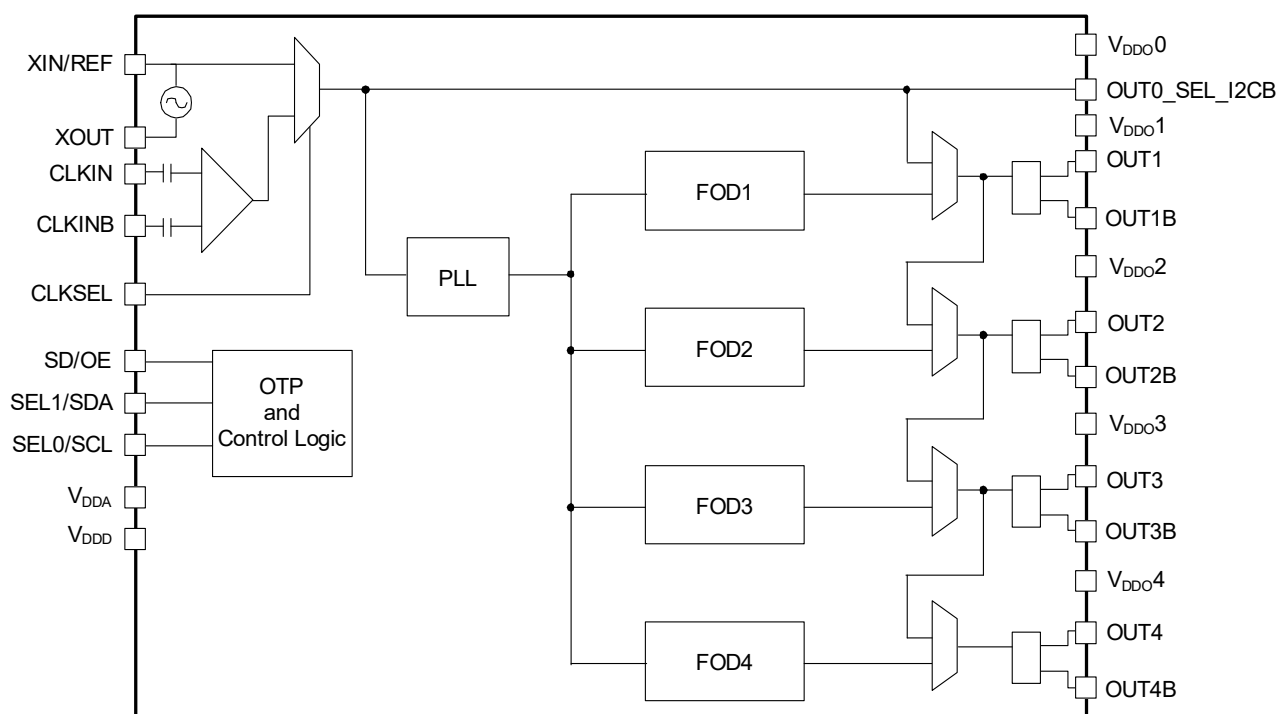 XIN/REF
XOUT
CLKIN
CLKINB
CLKSEL
SD/OE
SEL1/SDA
SEL0/SCL
VDDA
VDDD
OTP
and
Control Logic
PLL
FOD1
FOD2
FOD3
FOD4
VDDO0
OUT0_SEL_I2CB
VDDO1
OUT1
OUT1B
VDDO2
OUT2
OUT2B
VDDO3
OUT3
OUT3B
VDDO4
OUT4
OUT4B